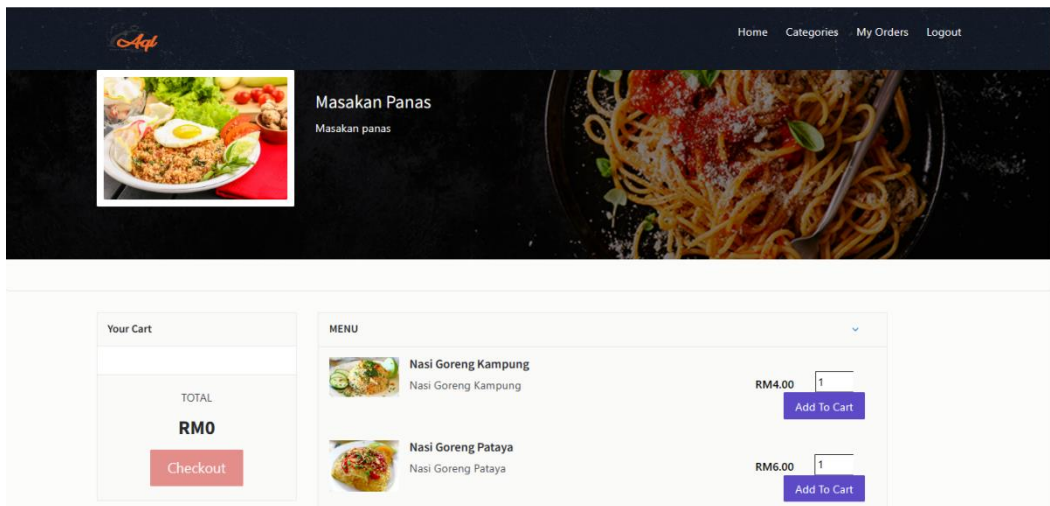 Aql
Home Categories My Orders Logout
Masakan Panas
Masakan panas
Your Cart
TOTAL
RM0
Checkout
MENU
Nasi Goreng Kampung
Nasi Goreng Kampung
RM4.00 1
Add To Cart
Nasi Goreng Pataya
Nasi Goreng Pataya
RM6.00 1
Add To Cart